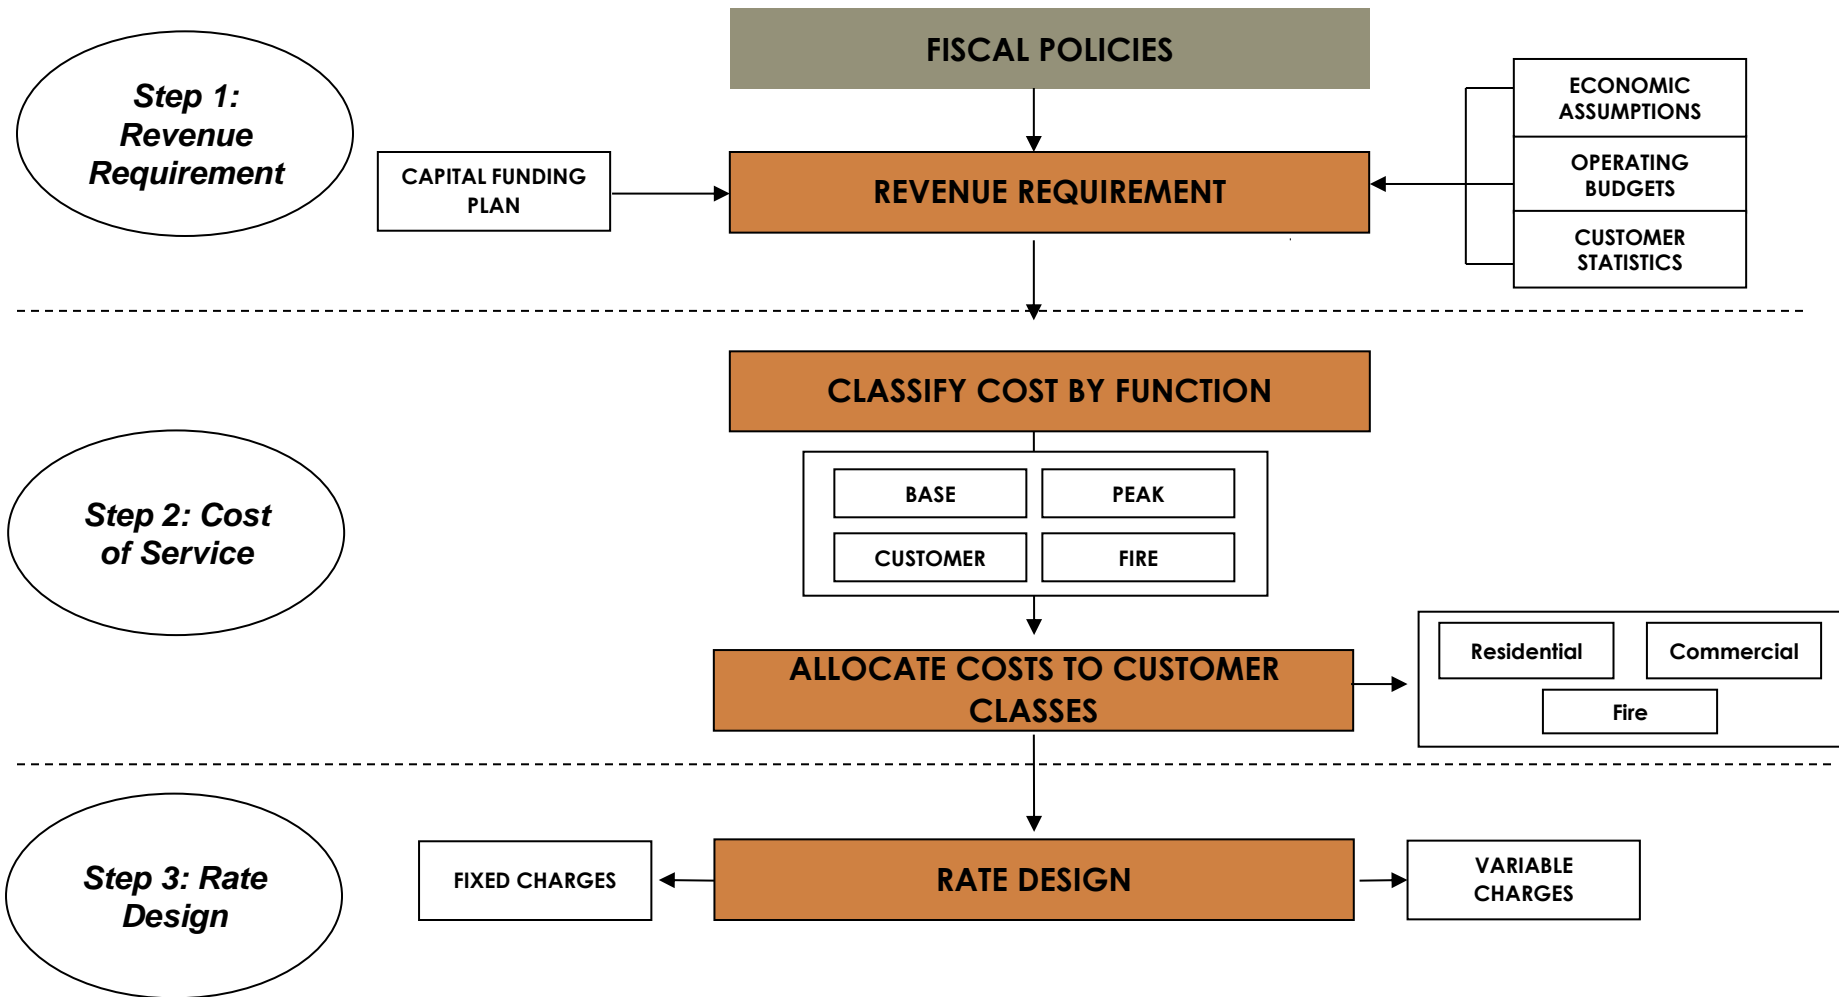 FISCAL POLICIES
Step 1:
Revenue
Requirement
CAPITAL FUNDING
PLAN
REVENUE REQUIREMENT
ECONOMIC
ASSUMPTIONS
OPERATING
BUDGETS
CUSTOMER
STATISTICS
CLASSIFY COST BY FUNCTION
Step 2: Cost
of Service
BASE
PEAK
CUSTOMER
FIRE
ALLOCATE COSTS TO CUSTOMER
CLASSES
Residential
Commercial
Fire
Step 3: Rate
Design
FIXED CHARGES
RATE DESIGN
VARIABLE
CHARGES